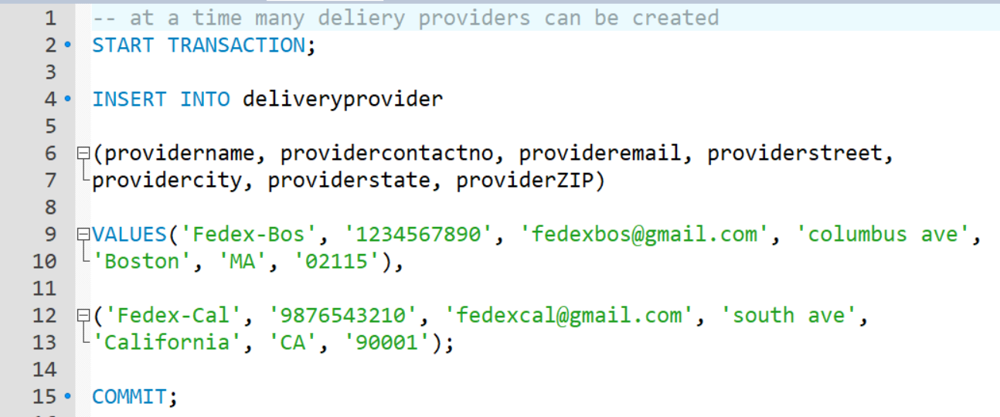 1 -- at a time many deliery providers can be created
2 START TRANSACTION;
3
4 INSERT INTO deliveryprovider
5
6 (providername, providercontactno, provideremail, providerstreet,
7 providercity, providerstate, providerZIP)
8
9 VALUES('Fedex-Bos', '1234567890', 'fedexbos@gmail.com', 'columbus ave',
10 'Boston', 'MA', '02115'),
11
12 ('Fedex-Cal', '9876543210', 'fedexcal@gmail.com', 'south ave',
13 'California', 'CA', '90001');
14
15 COMMIT;